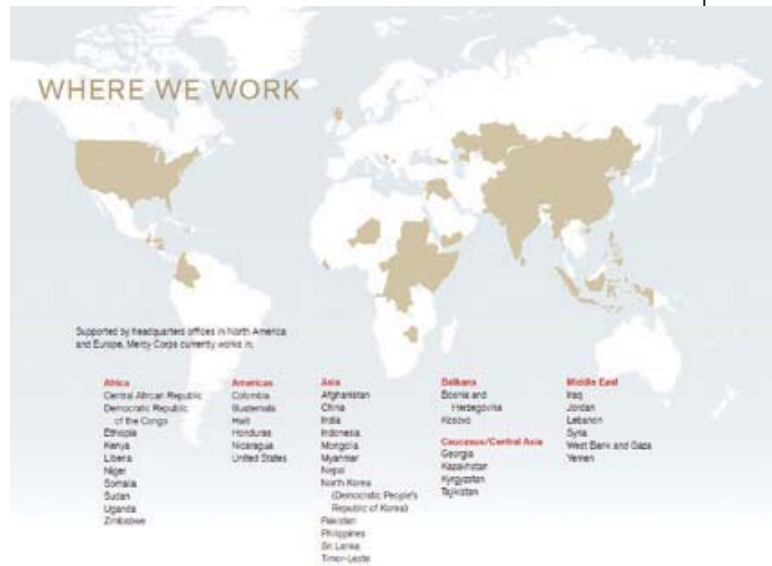 WHERE WE WORK
Supported by headquarters offices in North America
and Europe, Mercy Corps currently works in:
Africa
Central African Republic
Democratic Republic
of the Congo
Ethiopia
Kenya
Liberia
Niger
Somalia
Sudan
Uganda
Zimbabwe
Americas
Colombia
Guatemala
Haiti
Honduras
Nicaragua
United States
Asia
Afghanistan
China
India
Indonesia
Mongolia
Myanmar
Nepal
North Korea
(Democratic People's
Republic of Korea)
Pakistan
Philippines
Sri Lanka
Timor-Leste
Balkans
Bosnia and
Herzegovina
Kosovo
Caucasus/Central Asia
Georgia
Kazakhstan
Kyrgyzstan
Tajikistan
Middle East
Iraq
Jordan
Lebanon
Syria
West Bank and Gaza
Yemen